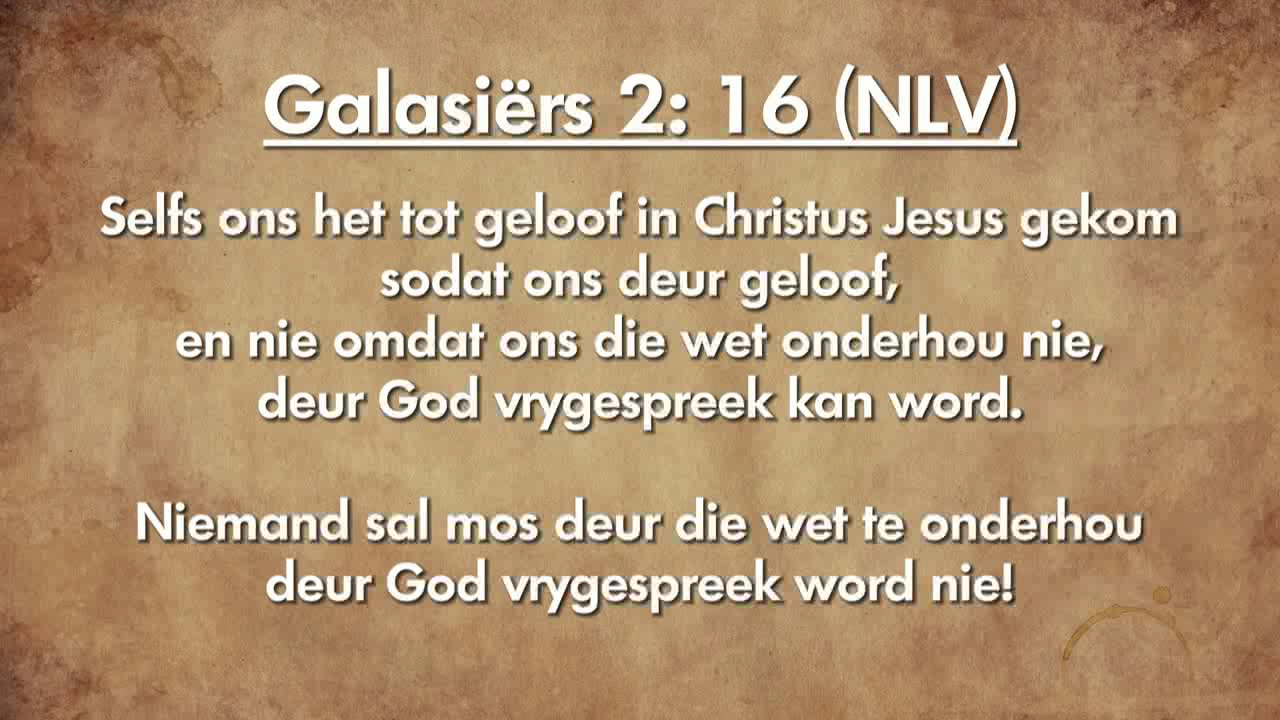 Galasiërs 2: 16 (NLV)
Selfs ons het tot geloof in Christus Jesus gekom
sodat ons deur geloof,
en nie omdat ons die wet onderhou nie,
deur God vrygespreek kan word.
Niemand sal mos deur die wet te onderhou
deur God vrygespreek word nie!